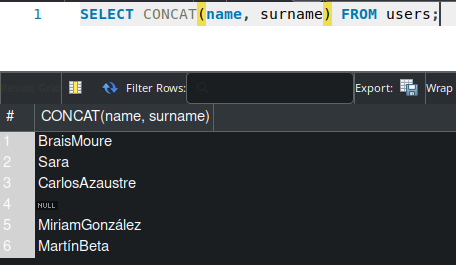 1 SELECT CONCAT(name, surname) FROM users;
Filter Rows: Export: Wrap
# CONCAT(name, surname)
1 BraisMoure
2 Sara
3 CarlosAzaustre
4 NULL
5 MiriamGonzález
6 MartínBeta